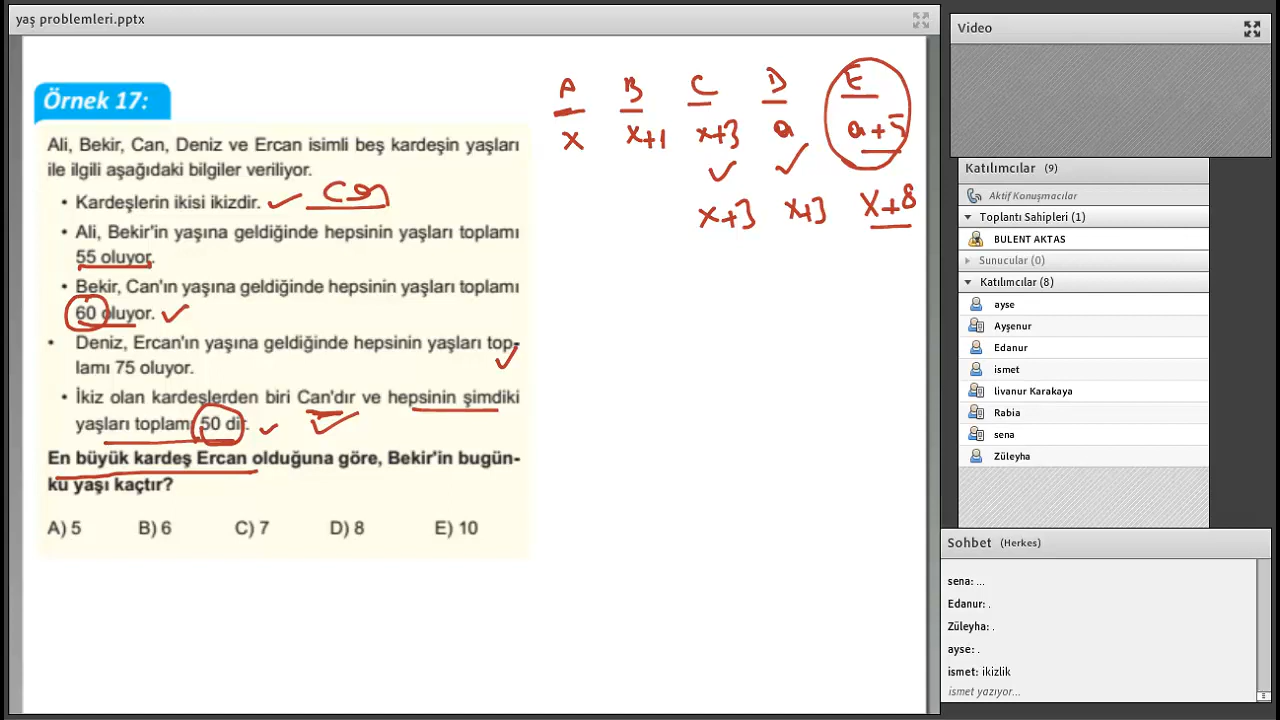 yaş problemleri.pptx
Örnek 17:
Ali, Bekir, Can, Deniz ve Ercan isimli beş kardeşin yaşları
ile ilgili aşağıdaki bilgiler veriliyor.
• Kardeşlerin ikisi ikizdir. Can
• Ali, Bekir'in yaşına geldiğinde hepsinin yaşları toplamı
55 oluyor.
• Bekir, Can'ın yaşına geldiğinde hepsinin yaşları toplamı
60 oluyor.
• Deniz, Ercan'ın yaşına geldiğinde hepsinin yaşları top-
lamı 75 oluyor.
• İkiz olan kardeşlerden biri Can'dır ve hepsinin şimdiki
yaşları toplam 50 dir.
En büyük kardeş Ercan olduğuna göre, Bekir'in bugün-
kü yaşı kaçtır?
A) 5 B) 6 C) 7 D) 8 E) 10
A B C D E
x x+1 x+3 a a+5
x+3 x+3 x+8
Video
Katılımcılar (9)
Aktif Konuşmacılar
Toplantı Sahipleri (1)
BULENT AKTAS
Sunucular (0)
Katılımcılar (8)
ayse
Ayşenur
Edanur
ismet
livanur Karakaya
Rabia
sena
Züleyha
Sohbet (Herkes)
sena: ...
Edanur: .
Züleyha: .
ayse: .
ismet: ikizlik
ismet yazıyor...